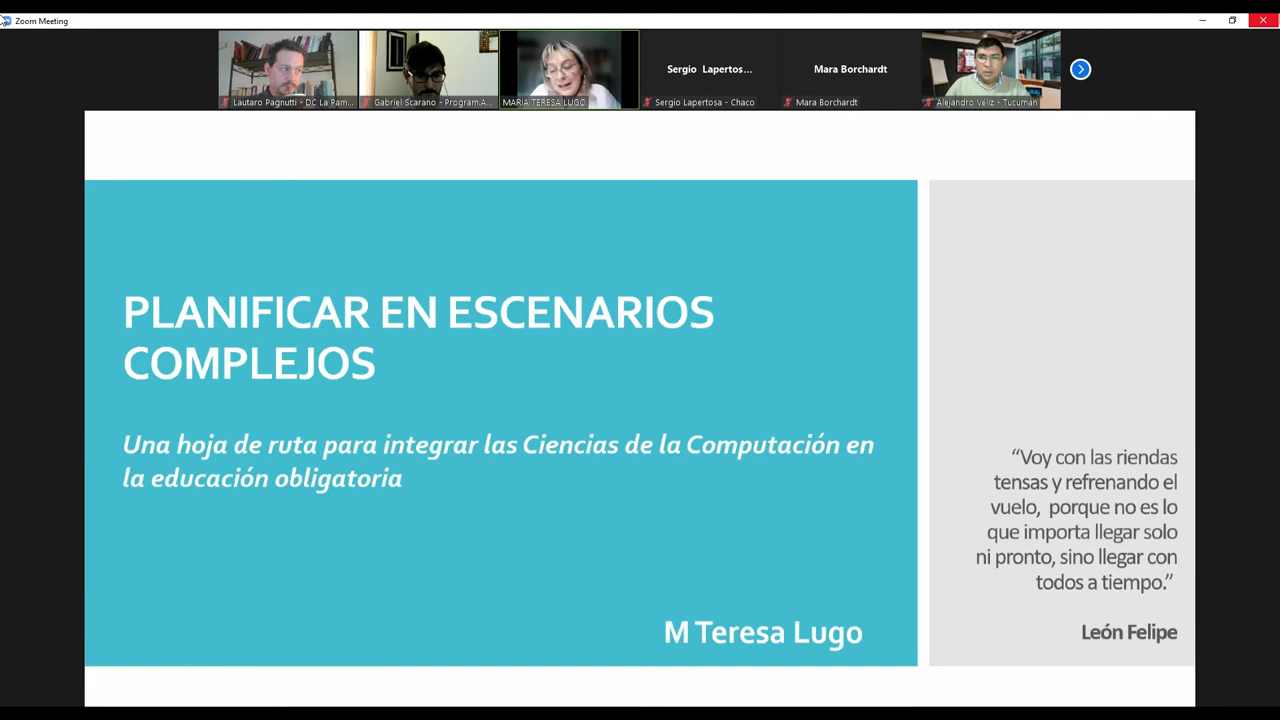 Zoom Meeting
Lautaro Pagnutti - DC La Pam...
Gabriel Scarano - Program.A...
MARIA TERESA LUGO
Sergio Lapertos...
Sergio Lapertosa - Chaco
Mara Borchardt
Mara Borchardt
Alejandro Véliz - Tucumán
PLANIFICAR EN ESCENARIOS
COMPLEJOS
Una hoja de ruta para integrar las Ciencias de la Computación en
la educación obligatoria
M Teresa Lugo
“Voy con las riendas
tensas y refrenando el
vuelo, porque no es lo
que importa llegar solo
ni pronto, sino llegar con
todos a tiempo.”
León Felipe